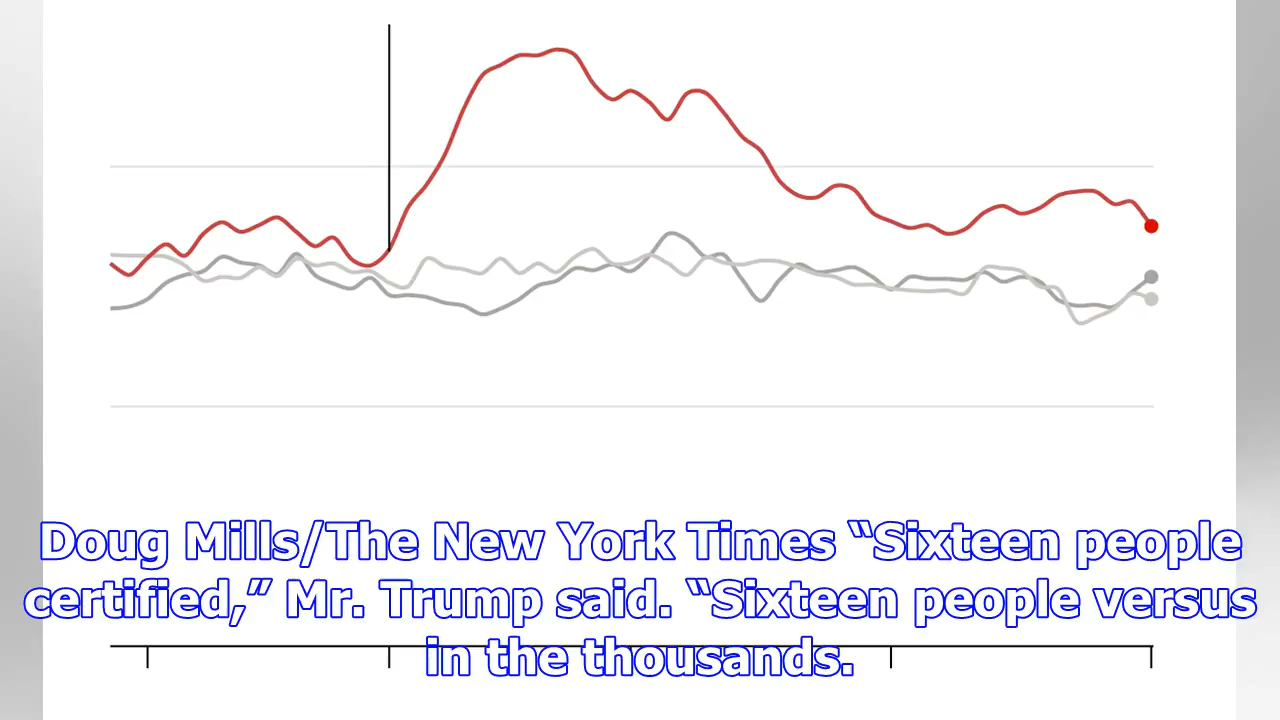 Doug Mills/The New York Times “Sixteen people
certified,” Mr. Trump said. “Sixteen people versus
in the thousands.